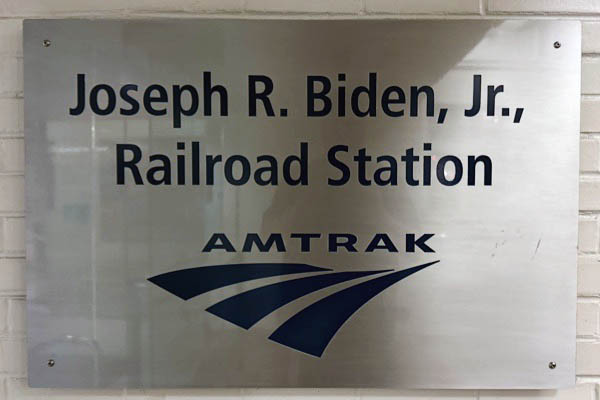 Joseph R. Biden, Jr.,
Railroad Station
AMTRAK